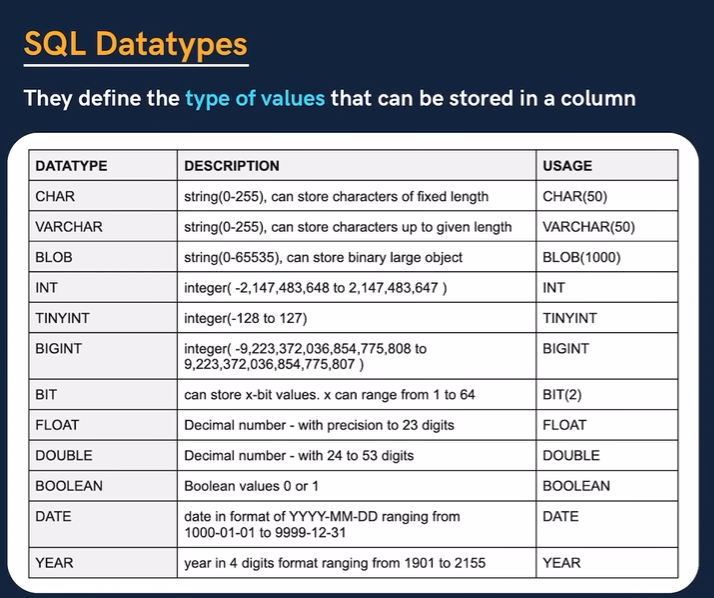 SQL Datatypes
They define the type of values that can be stored in a column
DATATYPE DESCRIPTION USAGE
CHAR string(0-255), can store characters of fixed length CHAR(50)
VARCHAR string(0-255), can store characters up to given length VARCHAR(50)
BLOB string(0-65535), can store binary large object BLOB(1000)
INT integer( -2,147,483,648 to 2,147,483,647 ) INT
TINYINT integer(-128 to 127) TINYINT
BIGINT integer( -9,223,372,036,854,775,808 to BIGINT
9,223,372,036,854,775,807 )
BIT can store x-bit values. x can range from 1 to 64 BIT(2)
FLOAT Decimal number - with precision to 23 digits FLOAT
DOUBLE Decimal number - with 24 to 53 digits DOUBLE
BOOLEAN Boolean values 0 or 1 BOOLEAN
DATE date in format of YYYY-MM-DD ranging from DATE
1000-01-01 to 9999-12-31
YEAR year in 4 digits format ranging from 1901 to 2155 YEAR